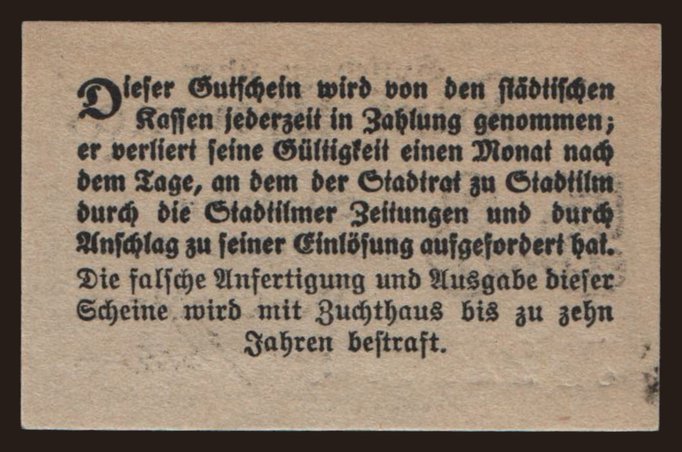 Dieser Gutschein wird von den städtischen
Kassen jederzeit in Zahlung genommen;
er verliert seine Gültigkeit einen Monat nach
dem Tage, an dem der Stadtrat zu Stadtilm
durch die Stadtilmer Zeitungen und durch
Anschlag zu seiner Einlösung aufgefordert hat.
Die falsche Anfertigung und Ausgabe dieser
Scheine wird mit Zuchthaus bis zu zehn
Jahren bestraft.